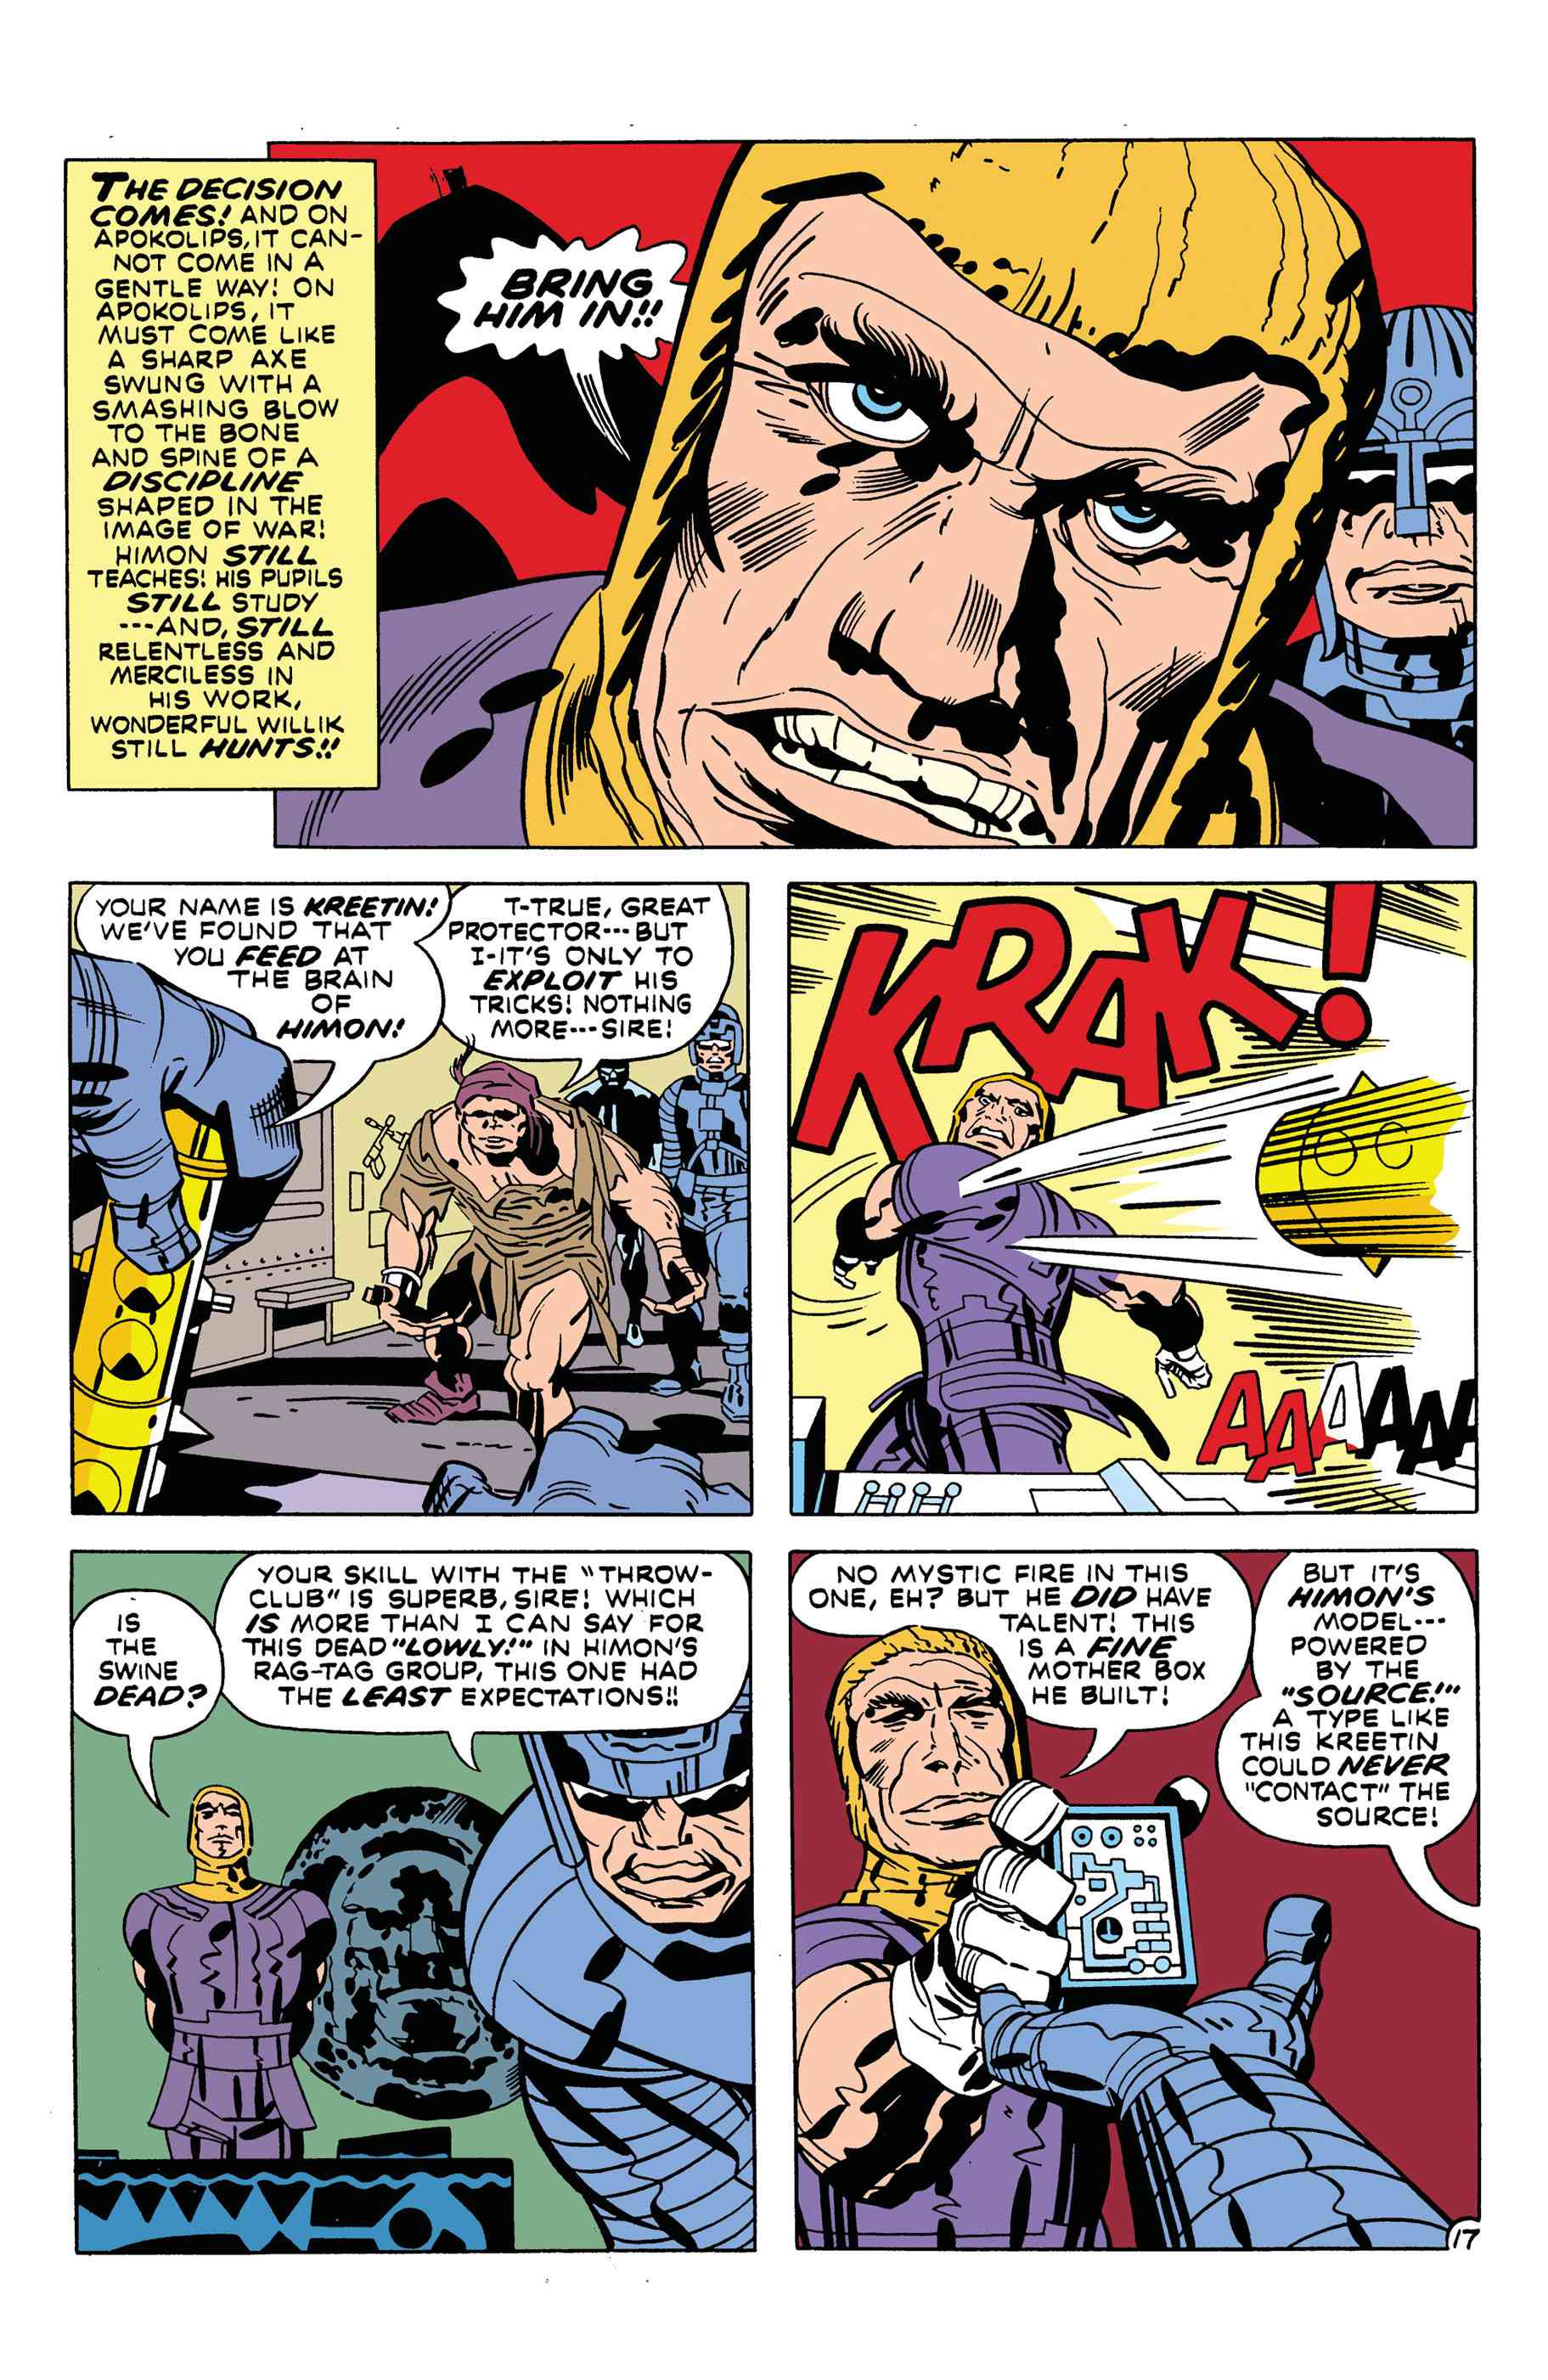 THE DECISION
COMES! AND ON
APOKOLIPS, IT CAN-
NOT COME IN A
GENTLE WAY! ON
APOKOLIPS, IT
MUST COME LIKE
A SHARP AXE
SWUNG WITH A
SMASHING BLOW
TO THE BONE
AND SPINE OF A
DISCIPLINE
SHAPED IN THE
IMAGE OF WAR!
HIMON STILL
TEACHES! HIS PUPILS
STILL STUDY
---AND, STILL
RELENTLESS AND
MERCILESS IN
HIS WORK,
WONDERFUL WILLIK
STILL HUNTS!!
BRING
HIM IN!!
YOUR NAME IS KREETIN!
WE'VE FOUND THAT
YOU FEED AT
THE BRAIN
OF
HIMON!
T-TRUE, GREAT
PROTECTOR--- BUT
I-IT'S ONLY TO
EXPLOIT HIS
TRICKS! NOTHING
MORE---SIRE!
KRAK!
AAAAAA
IS
THE
SWINE
DEAD?
YOUR SKILL WITH THE "THROW-
CLUB" IS SUPERB, SIRE! WHICH
IS MORE THAN I CAN SAY FOR
THIS DEAD "LOWLY!" IN HIMON'S
RAG-TAG GROUP, THIS ONE HAD
THE LEAST EXPECTATIONS!!
NO MYSTIC FIRE IN THIS
ONE, EH? BUT HE DID HAVE
TALENT! THIS
IS A FINE
MOTHER BOX
HE BUILT!
BUT IT'S
HIMON'S
MODEL---
POWERED
BY THE
"SOURCE!"
A TYPE LIKE
THIS KREETIN
COULD NEVER
"CONTACT" THE
SOURCE!
17